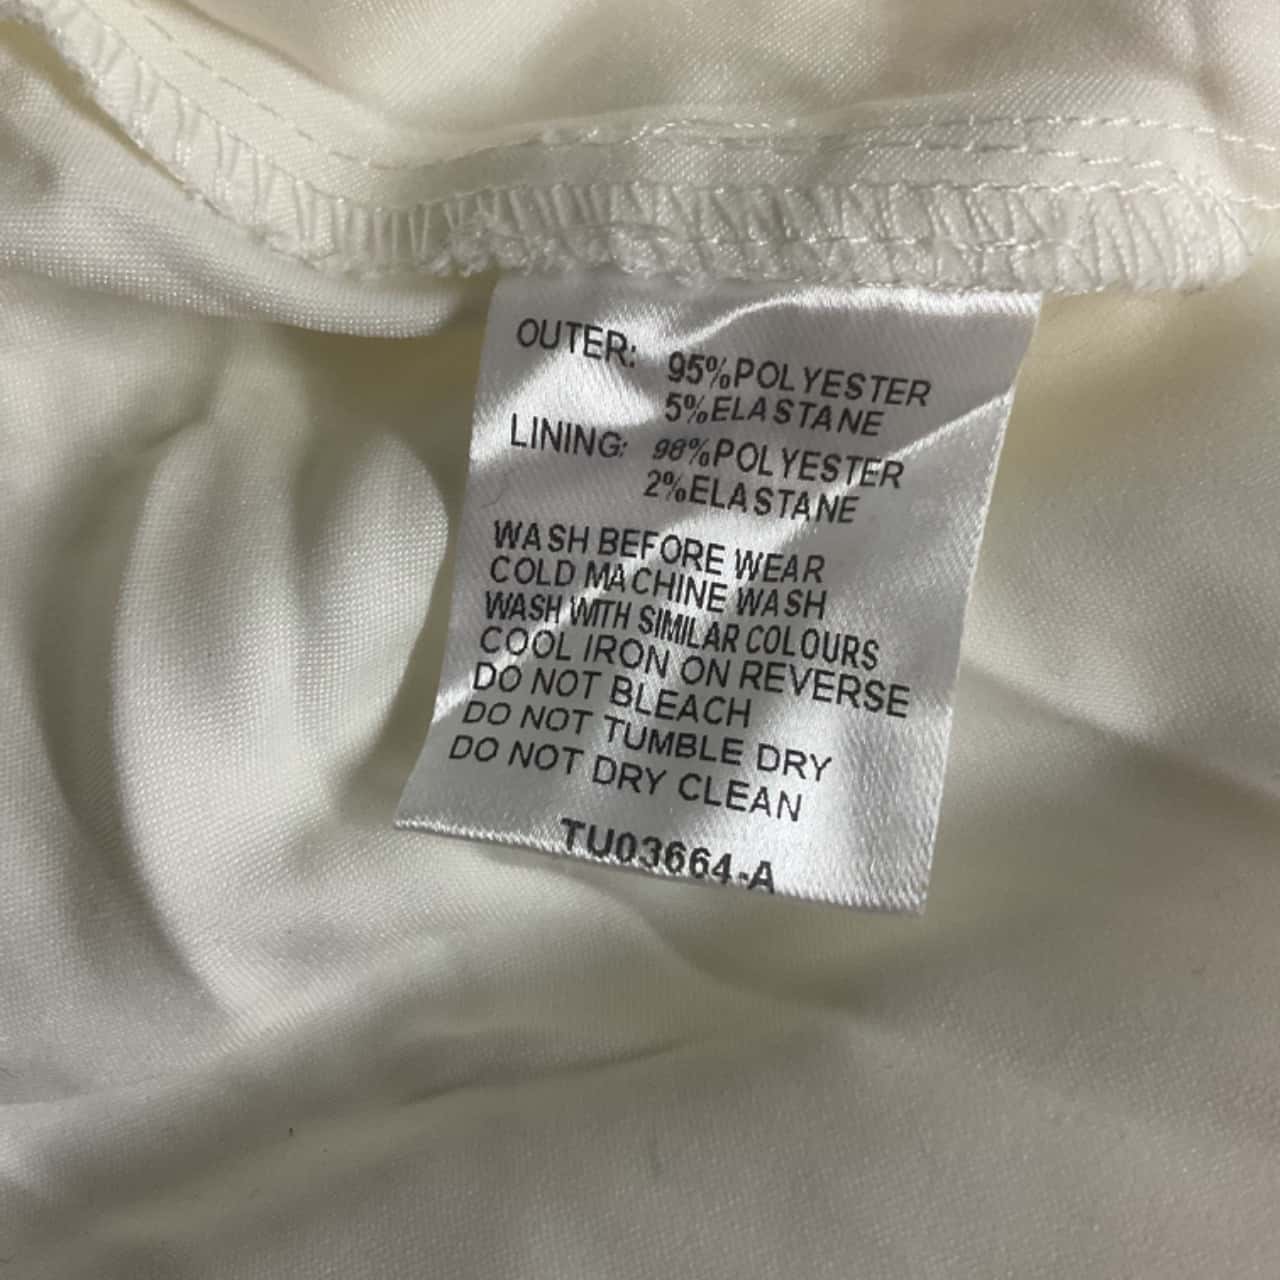 OUTER: 95%POLYESTER
5%ELASTANE
LINING: 98%POLYESTER
2%ELASTANE
WASH BEFORE WEAR
COLD MACHINE WASH
WASH WITH SIMILAR COLOURS
COOL IRON ON REVERSE
DO NOT BLEACH
DO NOT TUMBLE DRY
DO NOT DRY CLEAN
TU03664-A